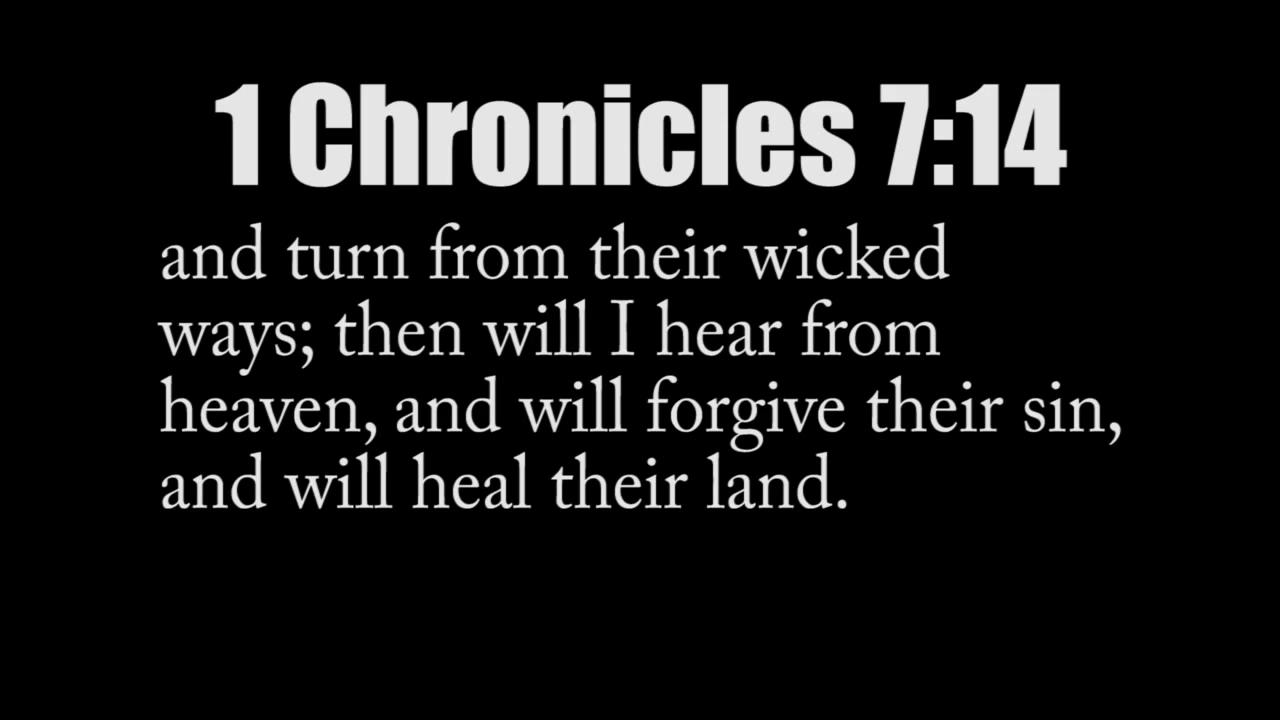 1 Chronicles 7:14
and turn from their wicked
ways; then will I hear from
heaven, and will forgive their sin,
and will heal their land.